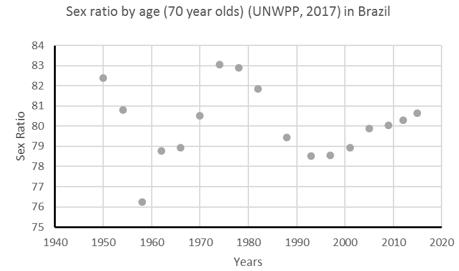 Sex ratio by age (70 year olds) (UNWPP, 2017) in Brazil
84
83
82
81
80
79
78
77
76
75
Sex Ratio
1940 1950 1960 1970 1980 1990 2000 2010 2020
Years